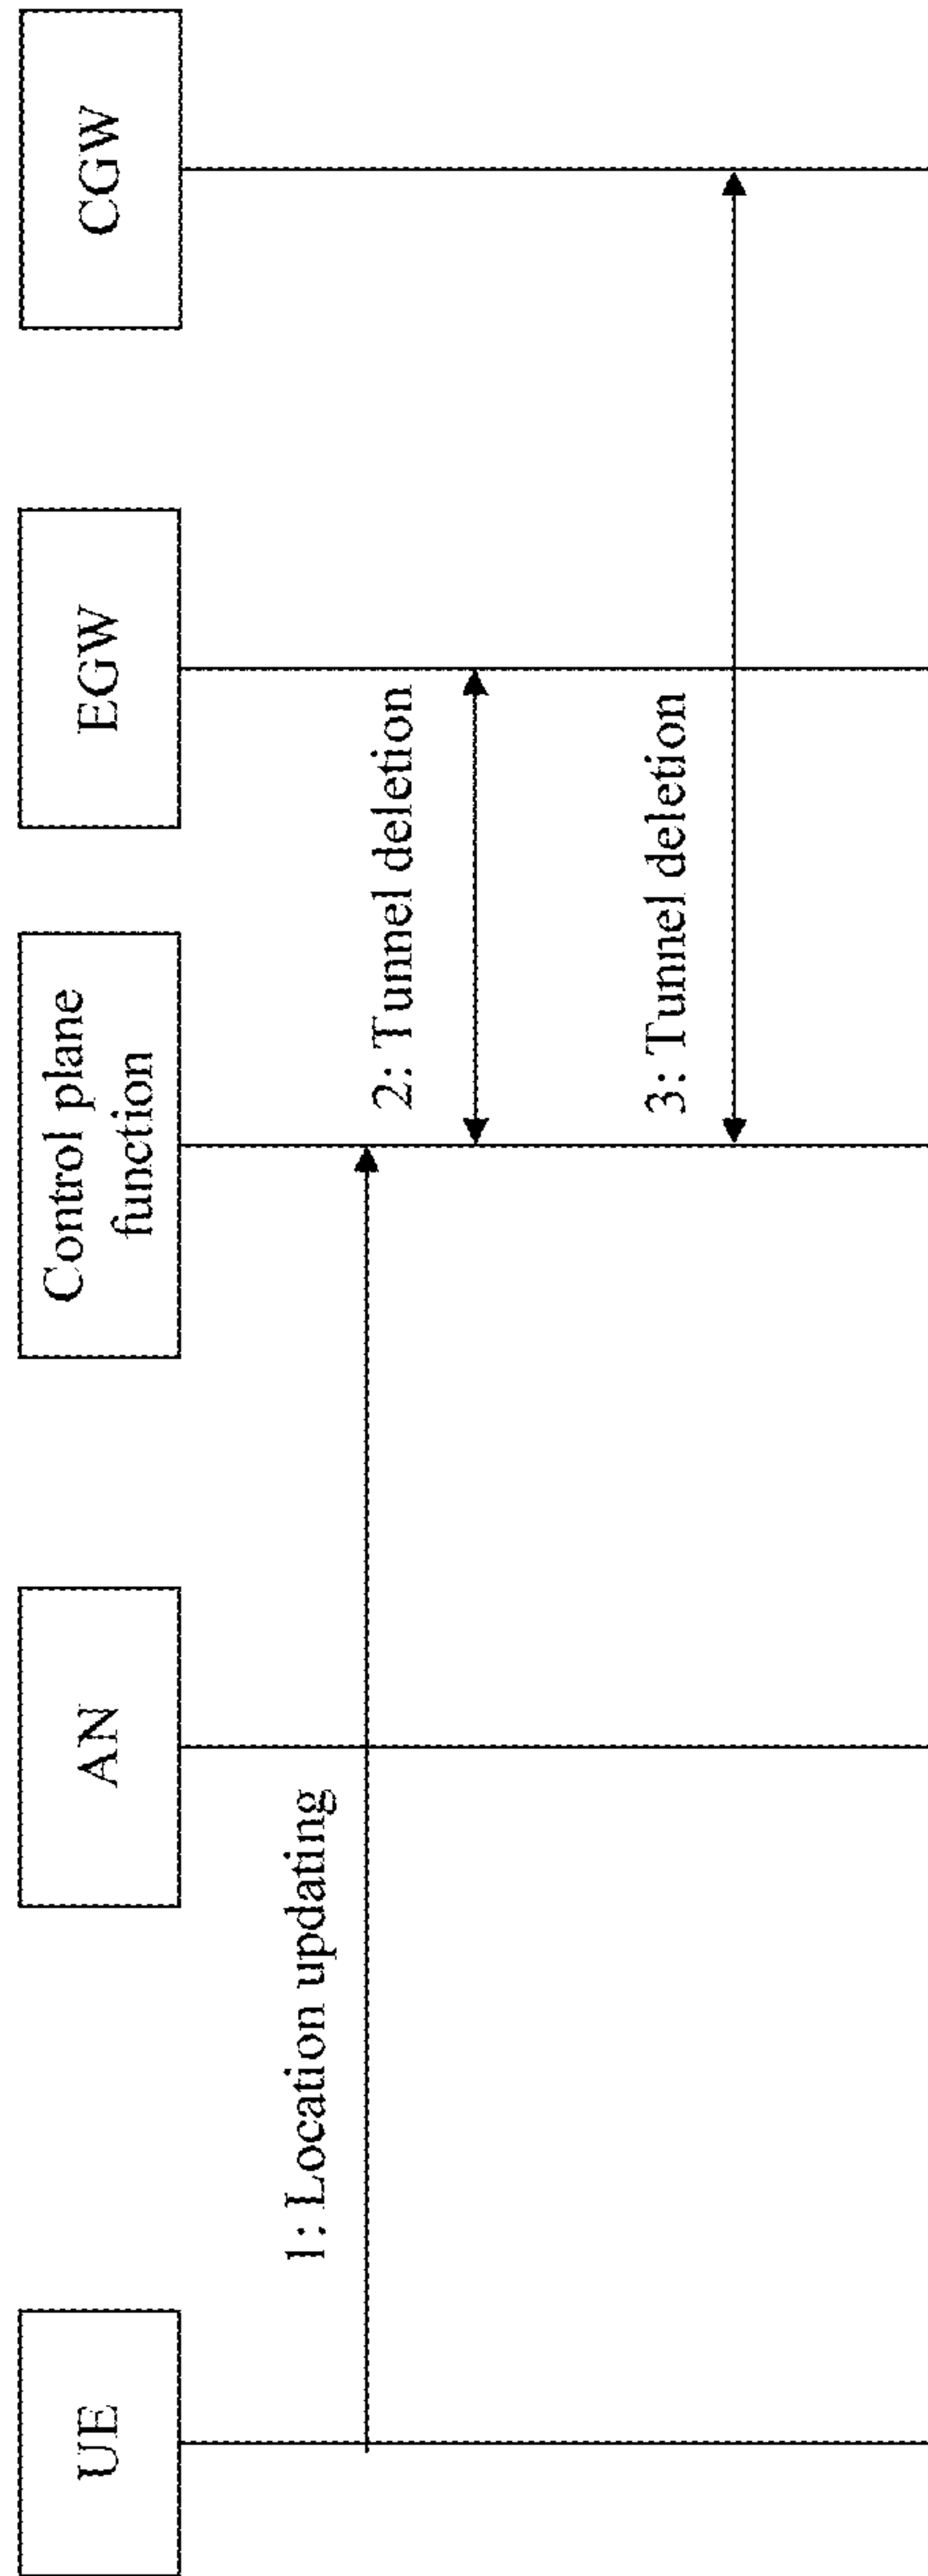 UE
AN
Control plane
function
EGW
CGW
1: Location updating
2: Tunnel deletion
3: Tunnel deletion